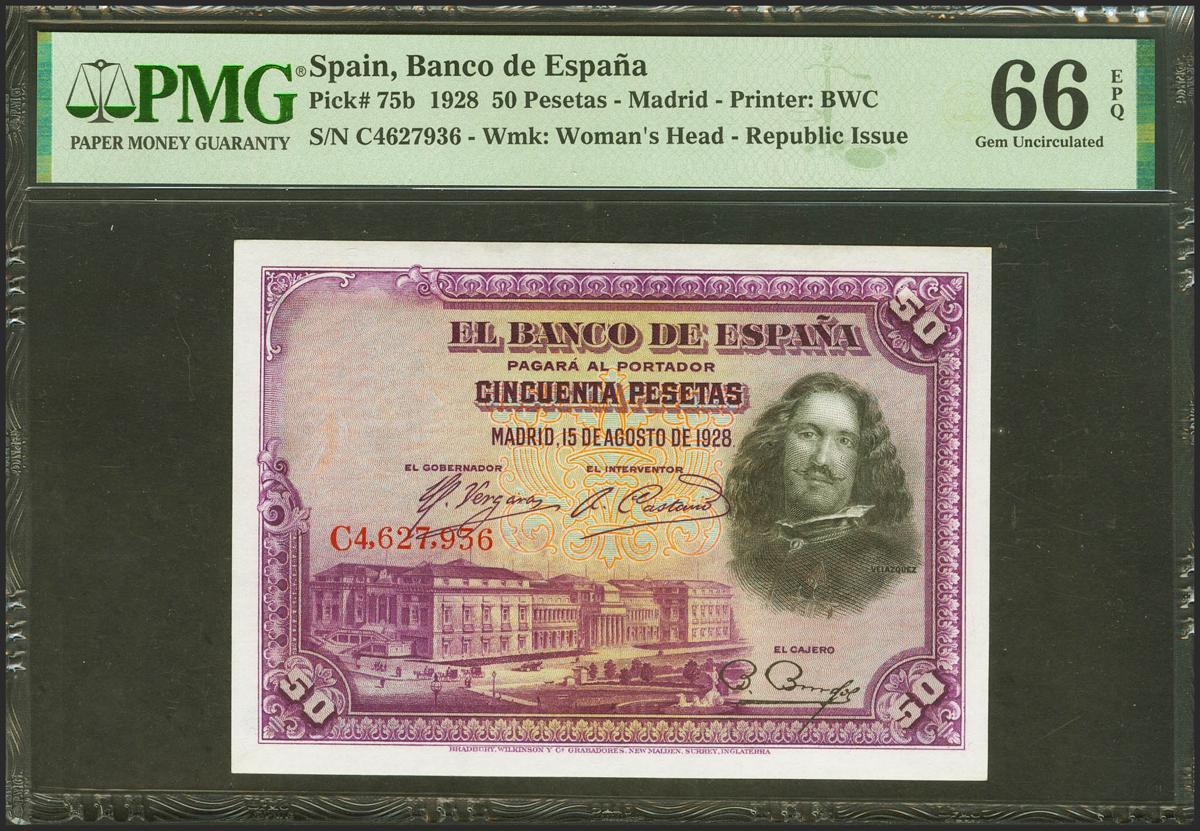 PMG®
PAPER MONEY GUARANTY
Spain, Banco de España
Pick# 75b 1928 50 Pesetas - Madrid - Printer: BWC
S/N C4627936 - Wmk: Woman's Head - Republic Issue
66 EPQ
Gem Uncirculated
50
EL BANCO DE ESPAÑA
PAGARÁ AL PORTADOR
CINCUENTA PESETAS
MADRID, 15 DE AGOSTO DE 1928
EL GOBERNADOR EL INTERVENTOR
C4,627,936
VELAZQUEZ
EL CAJERO
50 50
BRADBURY, WILKINSON Y Cª GRABADORES. NEW MALDEN, SURREY, INGLATERRA